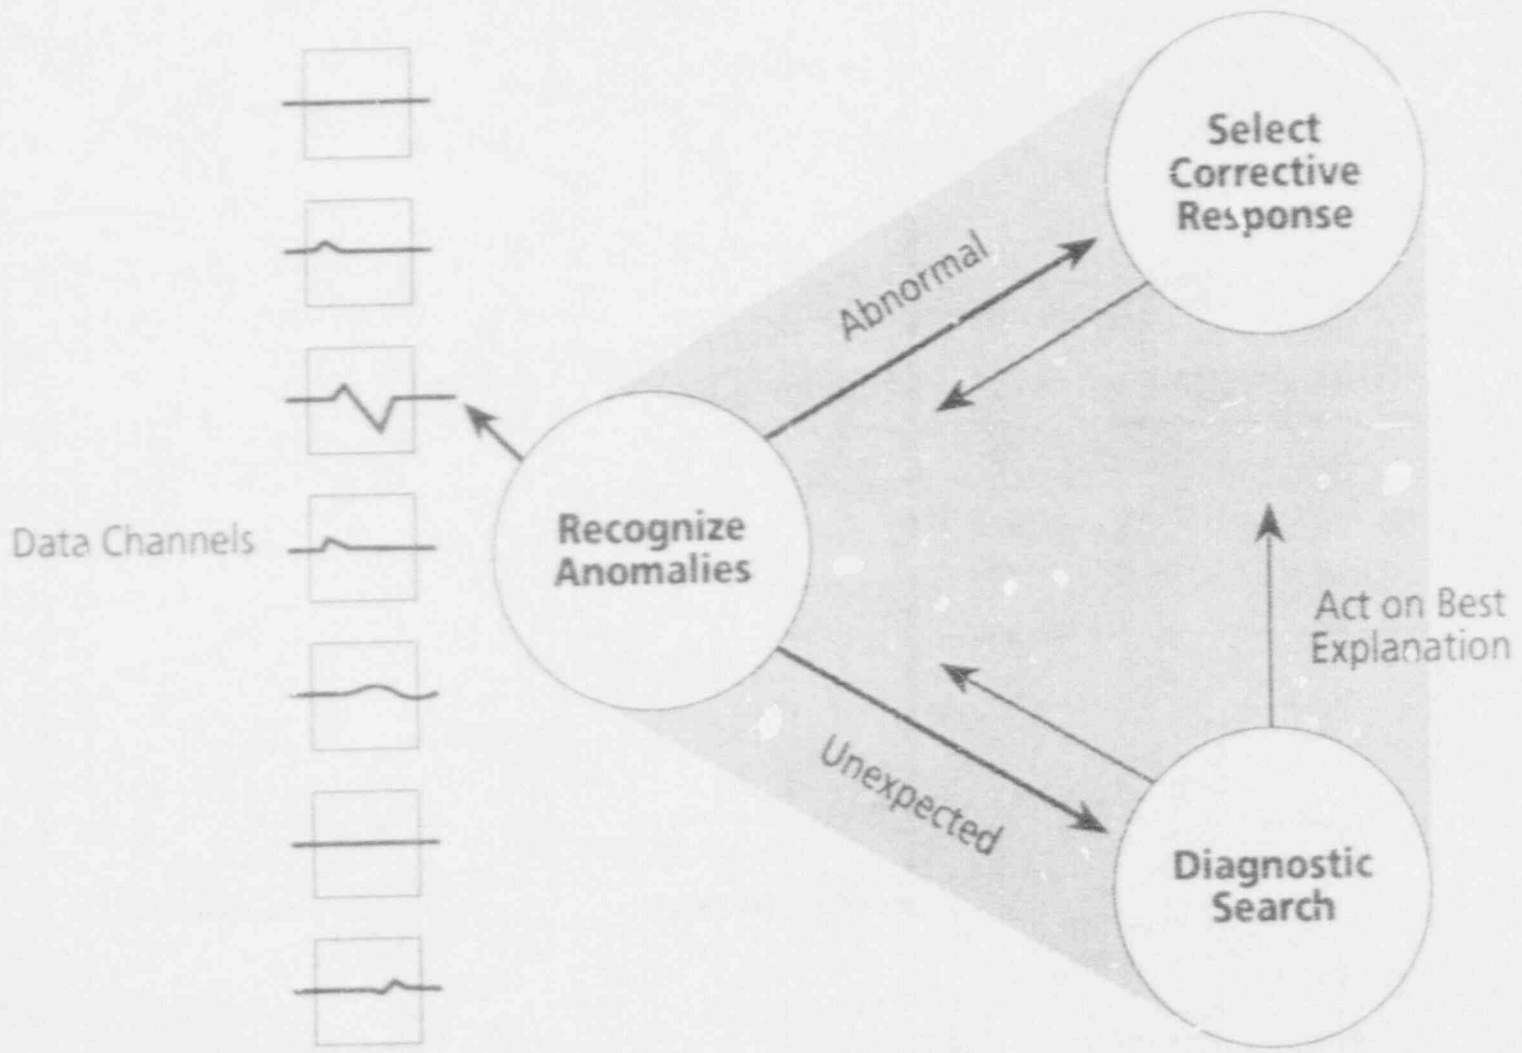 Select
Corrective
Response
Abnormal
Data Channels
Recognize
Anomalies
Act on Best
Explanation
Unexpected
Diagnostic
Search